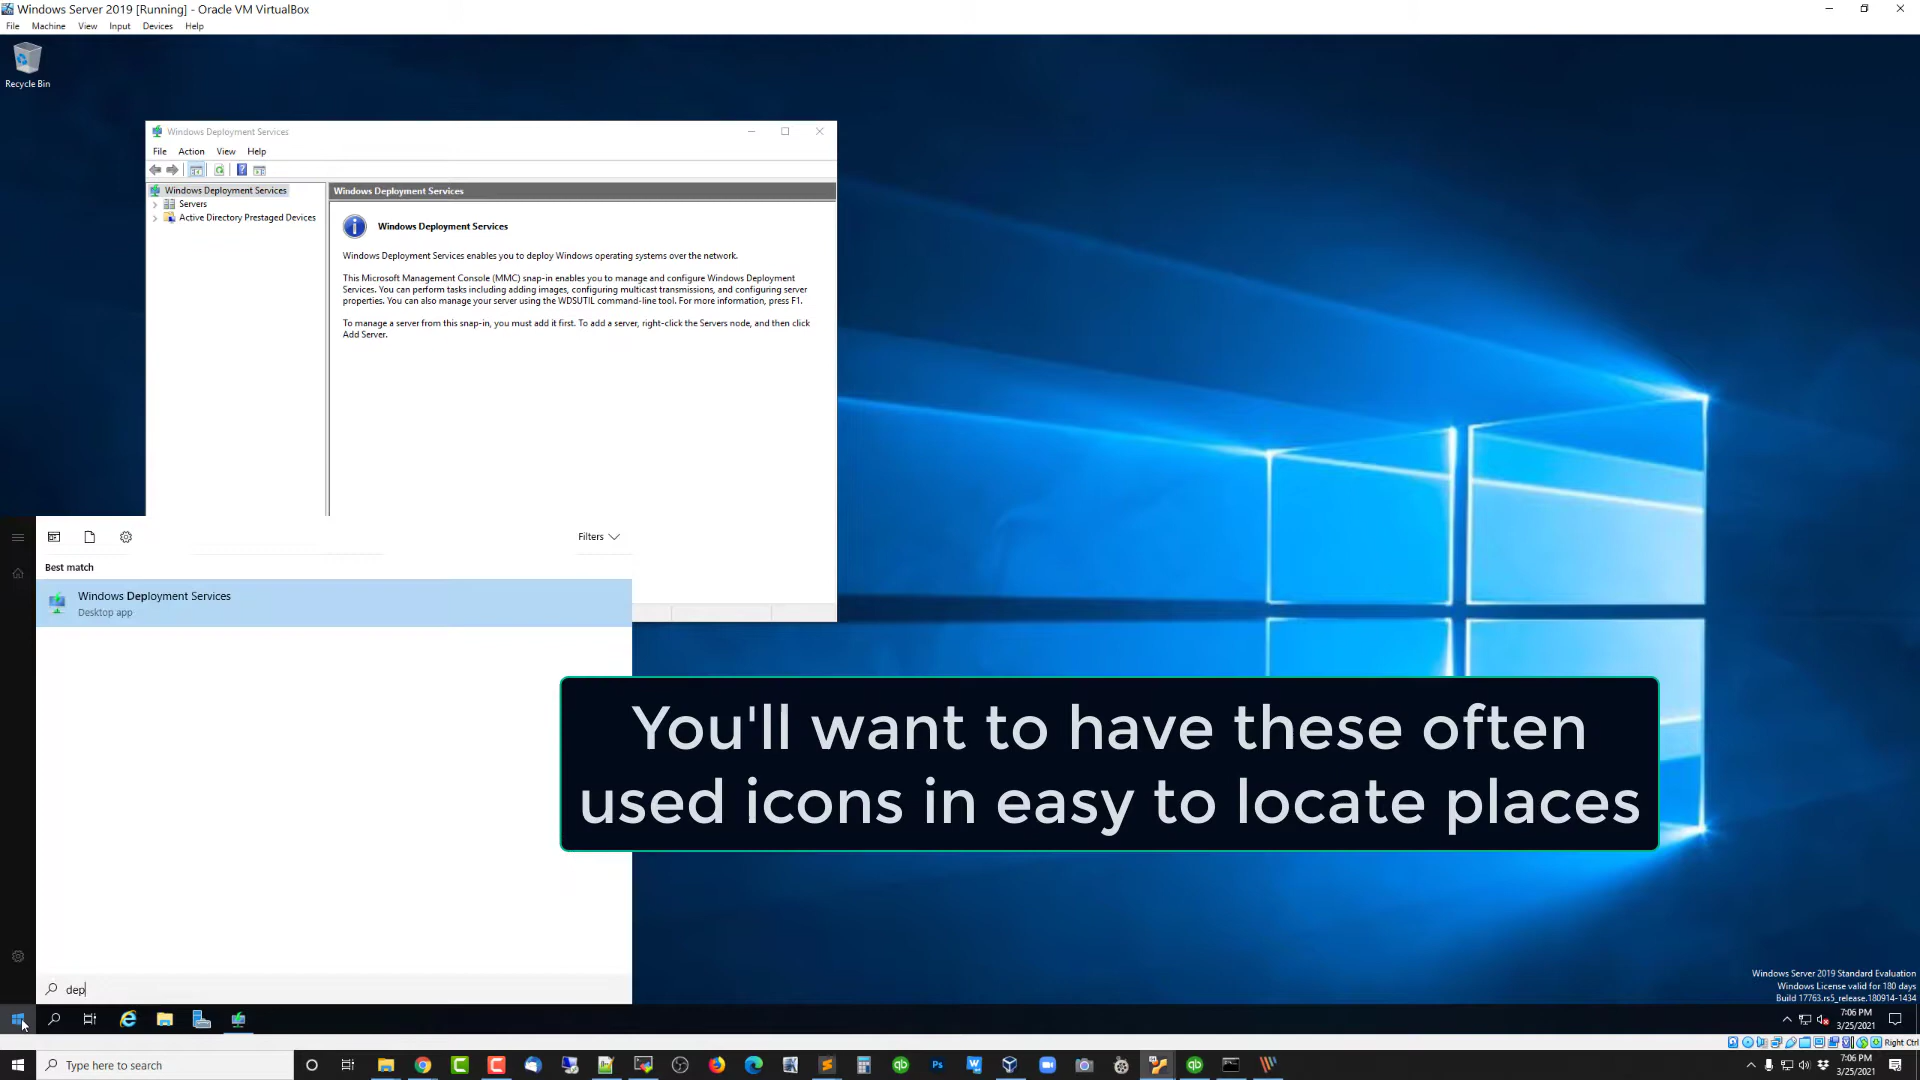 Windows Server 2019 [Running] - Oracle VM VirtualBox
File Machine View Input Devices Help
Recycle Bin
Windows Deployment Services
File Action View Help
Windows Deployment Services
Servers
Active Directory Prestaged Devices
Windows Deployment Services
Windows Deployment Services
Windows Deployment Services enables you to deploy Windows operating systems over the network.
This Microsoft Management Console (MMC) snap-in enables you to manage and configure Windows Deployment
Services. You can perform tasks including adding images, configuring multicast transmissions, and configuring server
properties. You can also manage your server using the WDSUTIL command-line tool. For more information, press F1.
To manage a server from this snap-in, you must add it first. To add a server, right-click the Servers node, and then click
Add Server.
Filters
Best match
Windows Deployment Services
Desktop app
You'll want to have these often
used icons in easy to locate places
dep
Windows Server 2019 Standard Evaluation
Windows License valid for 180 days
Build 17763.rs5_release.180914-1434
7:06 PM
3/25/2021
Right Ctrl
Type here to search
Ps
7:06 PM
3/25/2021